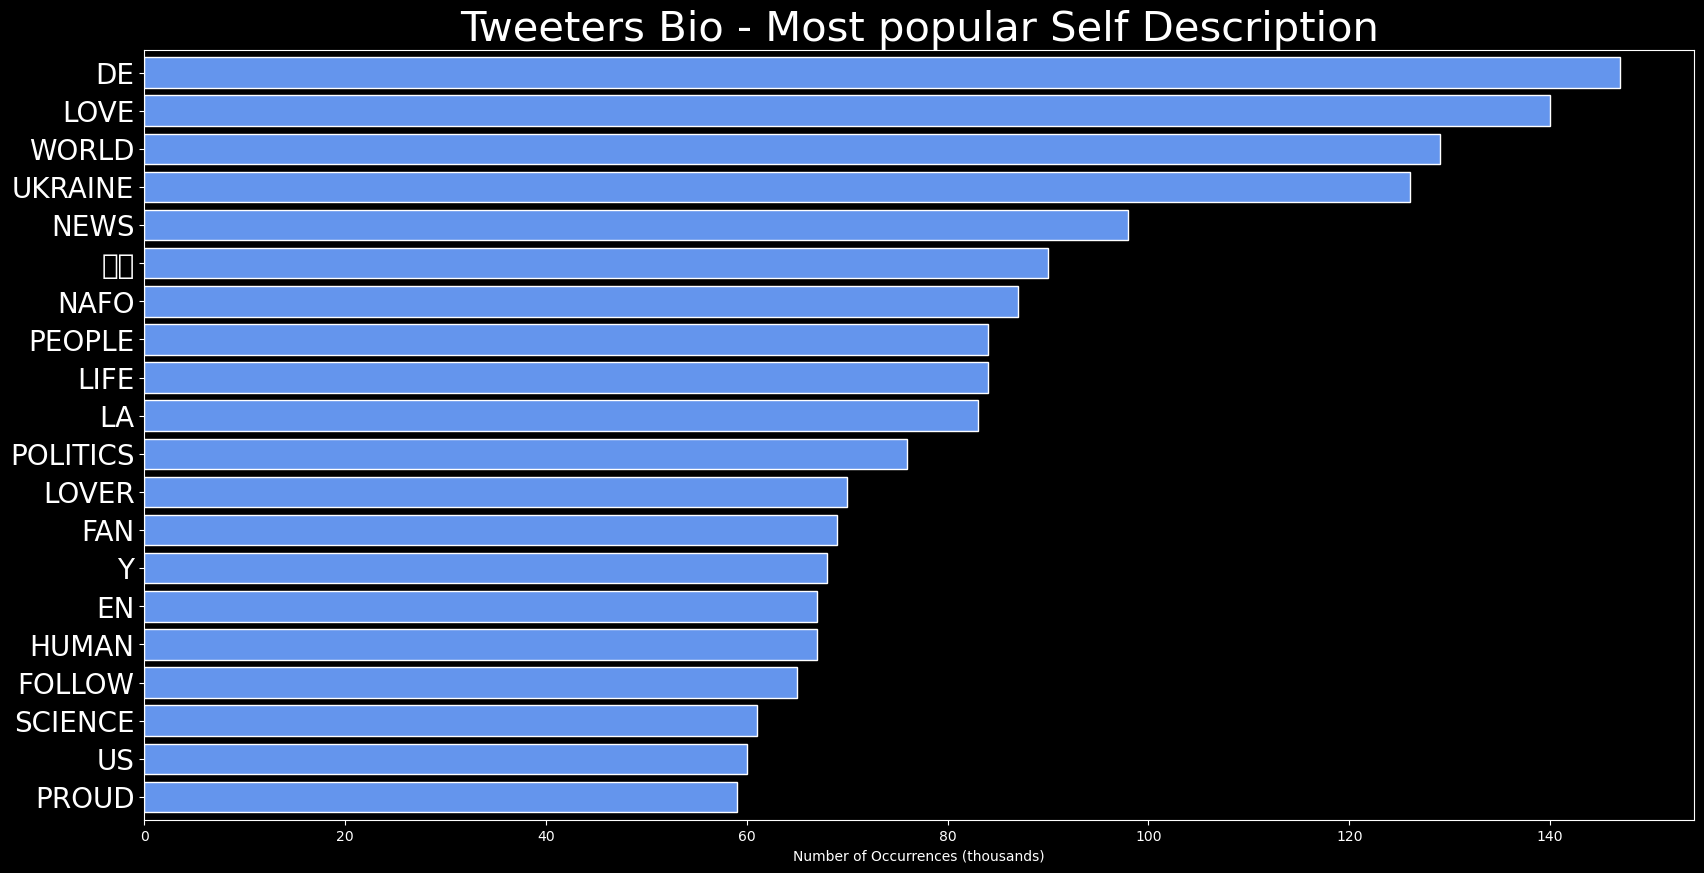 Tweeters Bio - Most popular Self Description
DE
LOVE
WORLD
UKRAINE
NEWS
NAFO
PEOPLE
LIFE
LA
POLITICS
LOVER
FAN
Y
EN
HUMAN
FOLLOW
SCIENCE
US
PROUD
0 20 40 60 80 100 120 140
Number of Occurrences (thousands)